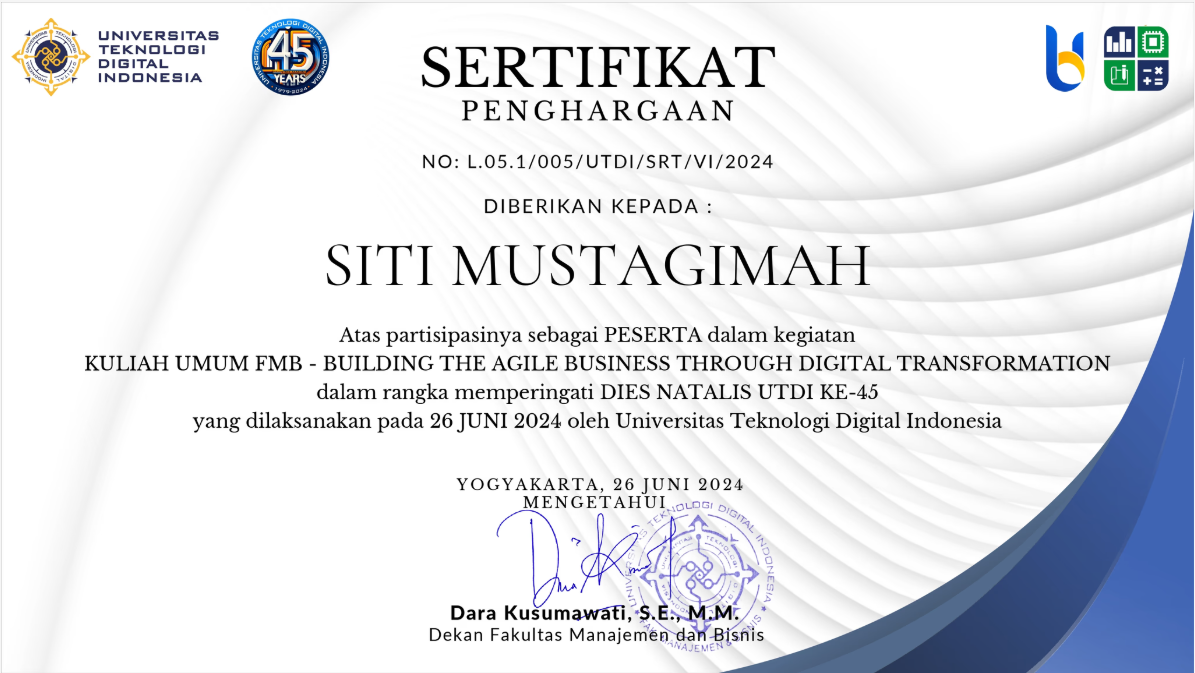 UNIVERSITAS
TEKNOLOGI
DIGITAL
INDONESIA
UNIVERSITAS TEKNOLOGI DIGITAL INDONESIA
45
YEARS
1979-2024
SERTIFIKAT
PENGHARGAAN
NO: L.05.1/005/UTDI/SRT/VI/2024
DIBERIKAN KEPADA :
SITI MUSTAGIMAH
Atas partisipasinya sebagai PESERTA dalam kegiatan
KULIAH UMUM FMB - BUILDING THE AGILE BUSINESS THROUGH DIGITAL TRANSFORMATION
dalam rangka memperingati DIES NATALIS UTDI KE-45
yang dilaksanakan pada 26 JUNI 2024 oleh Universitas Teknologi Digital Indonesia
YOGYAKARTA, 26 JUNI 2024
MENGETAHUI
UNIVERSITAS TEKNOLOGI DIGITAL INDONESIA
FAK. MANAJEMEN & BISNIS
Dara Kusumawati, S.E., M.M.
Dekan Fakultas Manajemen dan Bisnis